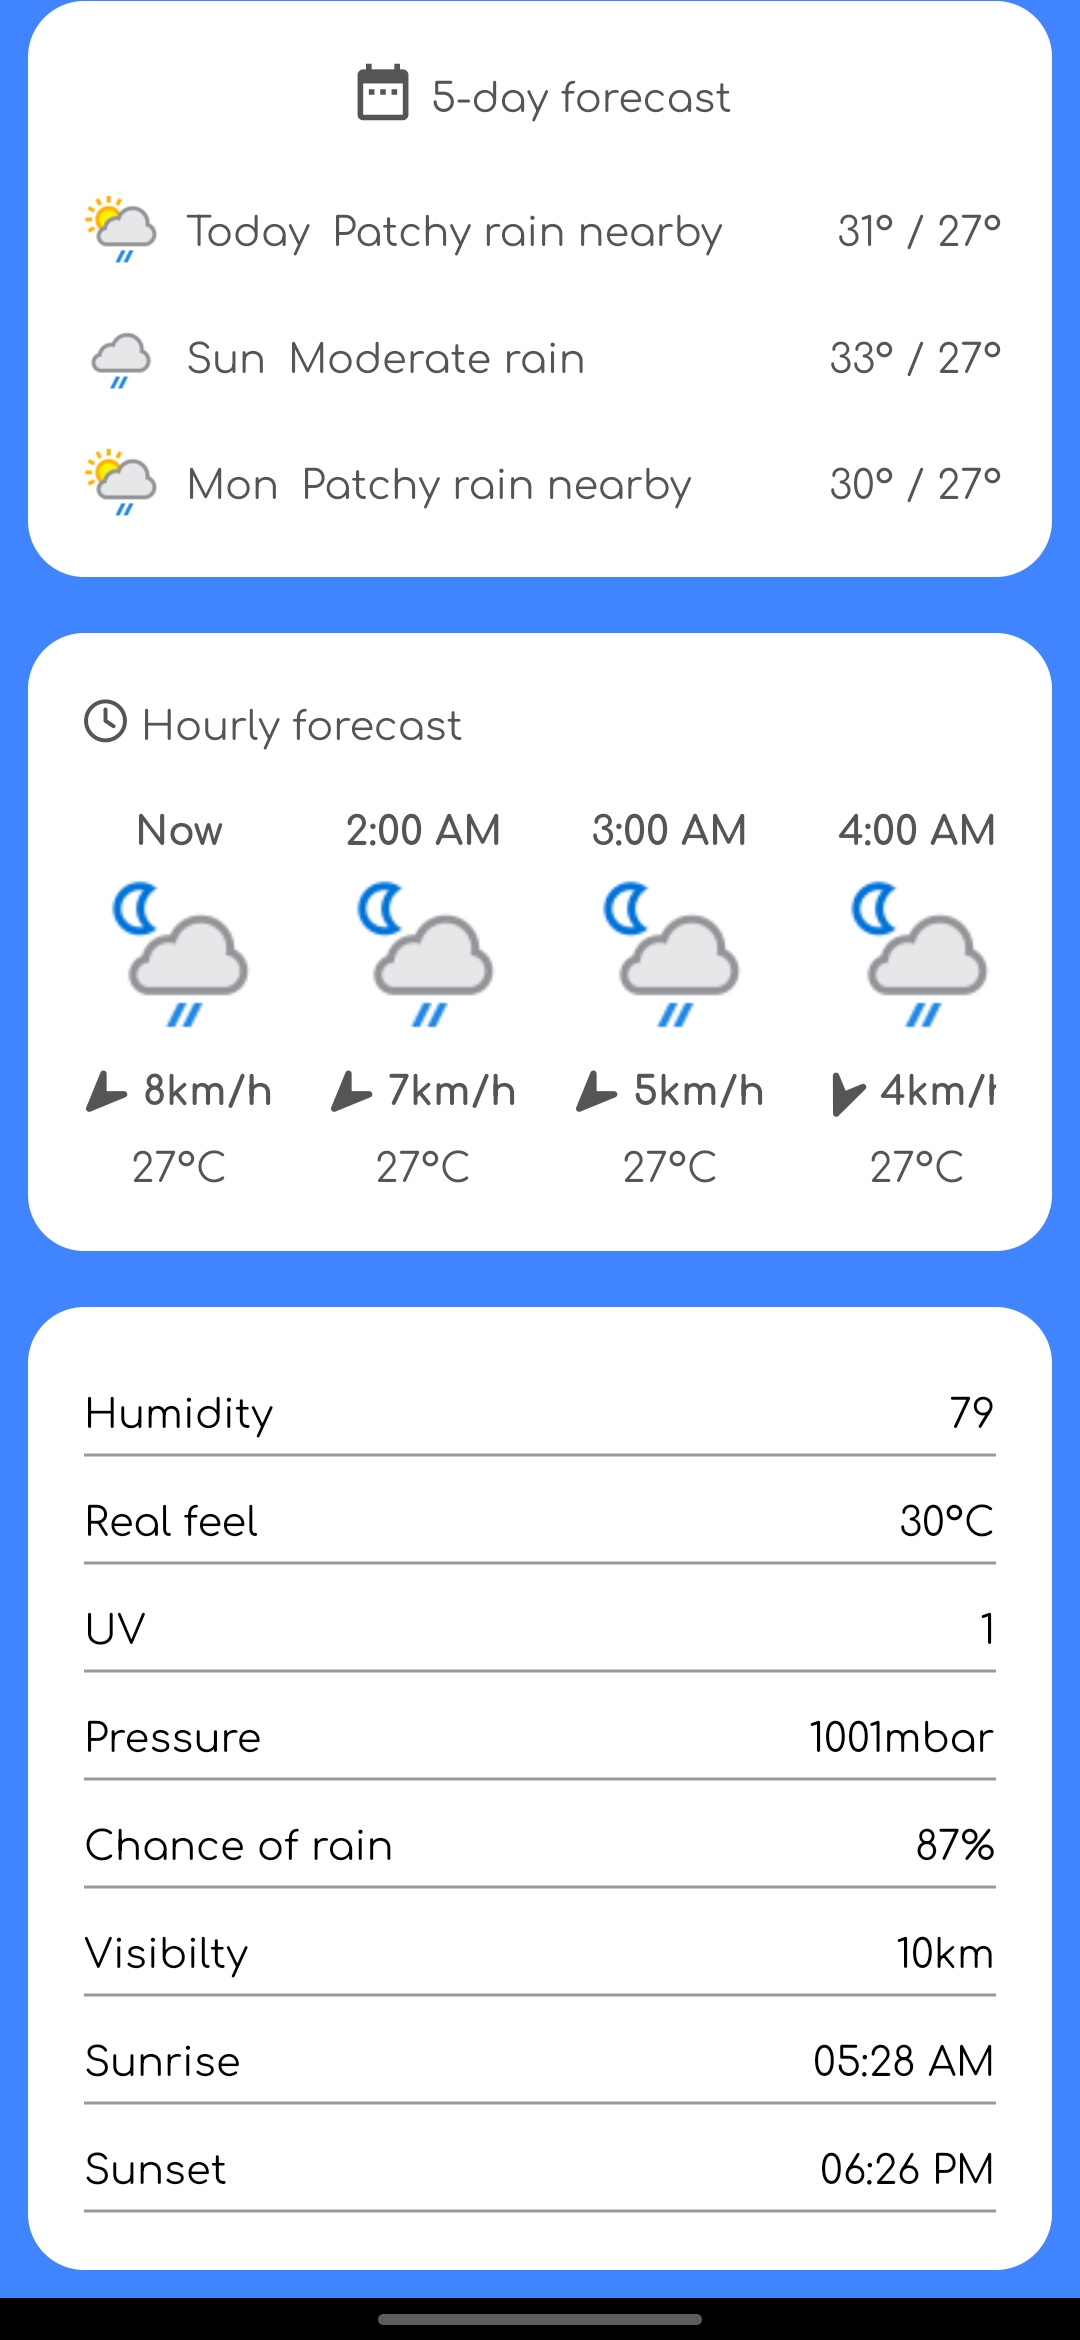 5-day forecast
Today Patchy rain nearby 31° / 27°
Sun Moderate rain 33° / 27°
Mon Patchy rain nearby 30° / 27°
Hourly forecast
Now 2:00 AM 3:00 AM 4:00 AM
8km/h 7km/h 5km/h 4km/h
27°C 27°C 27°C 27°C
Humidity 79
Real feel 30°C
UV 1
Pressure 1001mbar
Chance of rain 87%
Visibilty 10km
Sunrise 05:28 AM
Sunset 06:26 PM